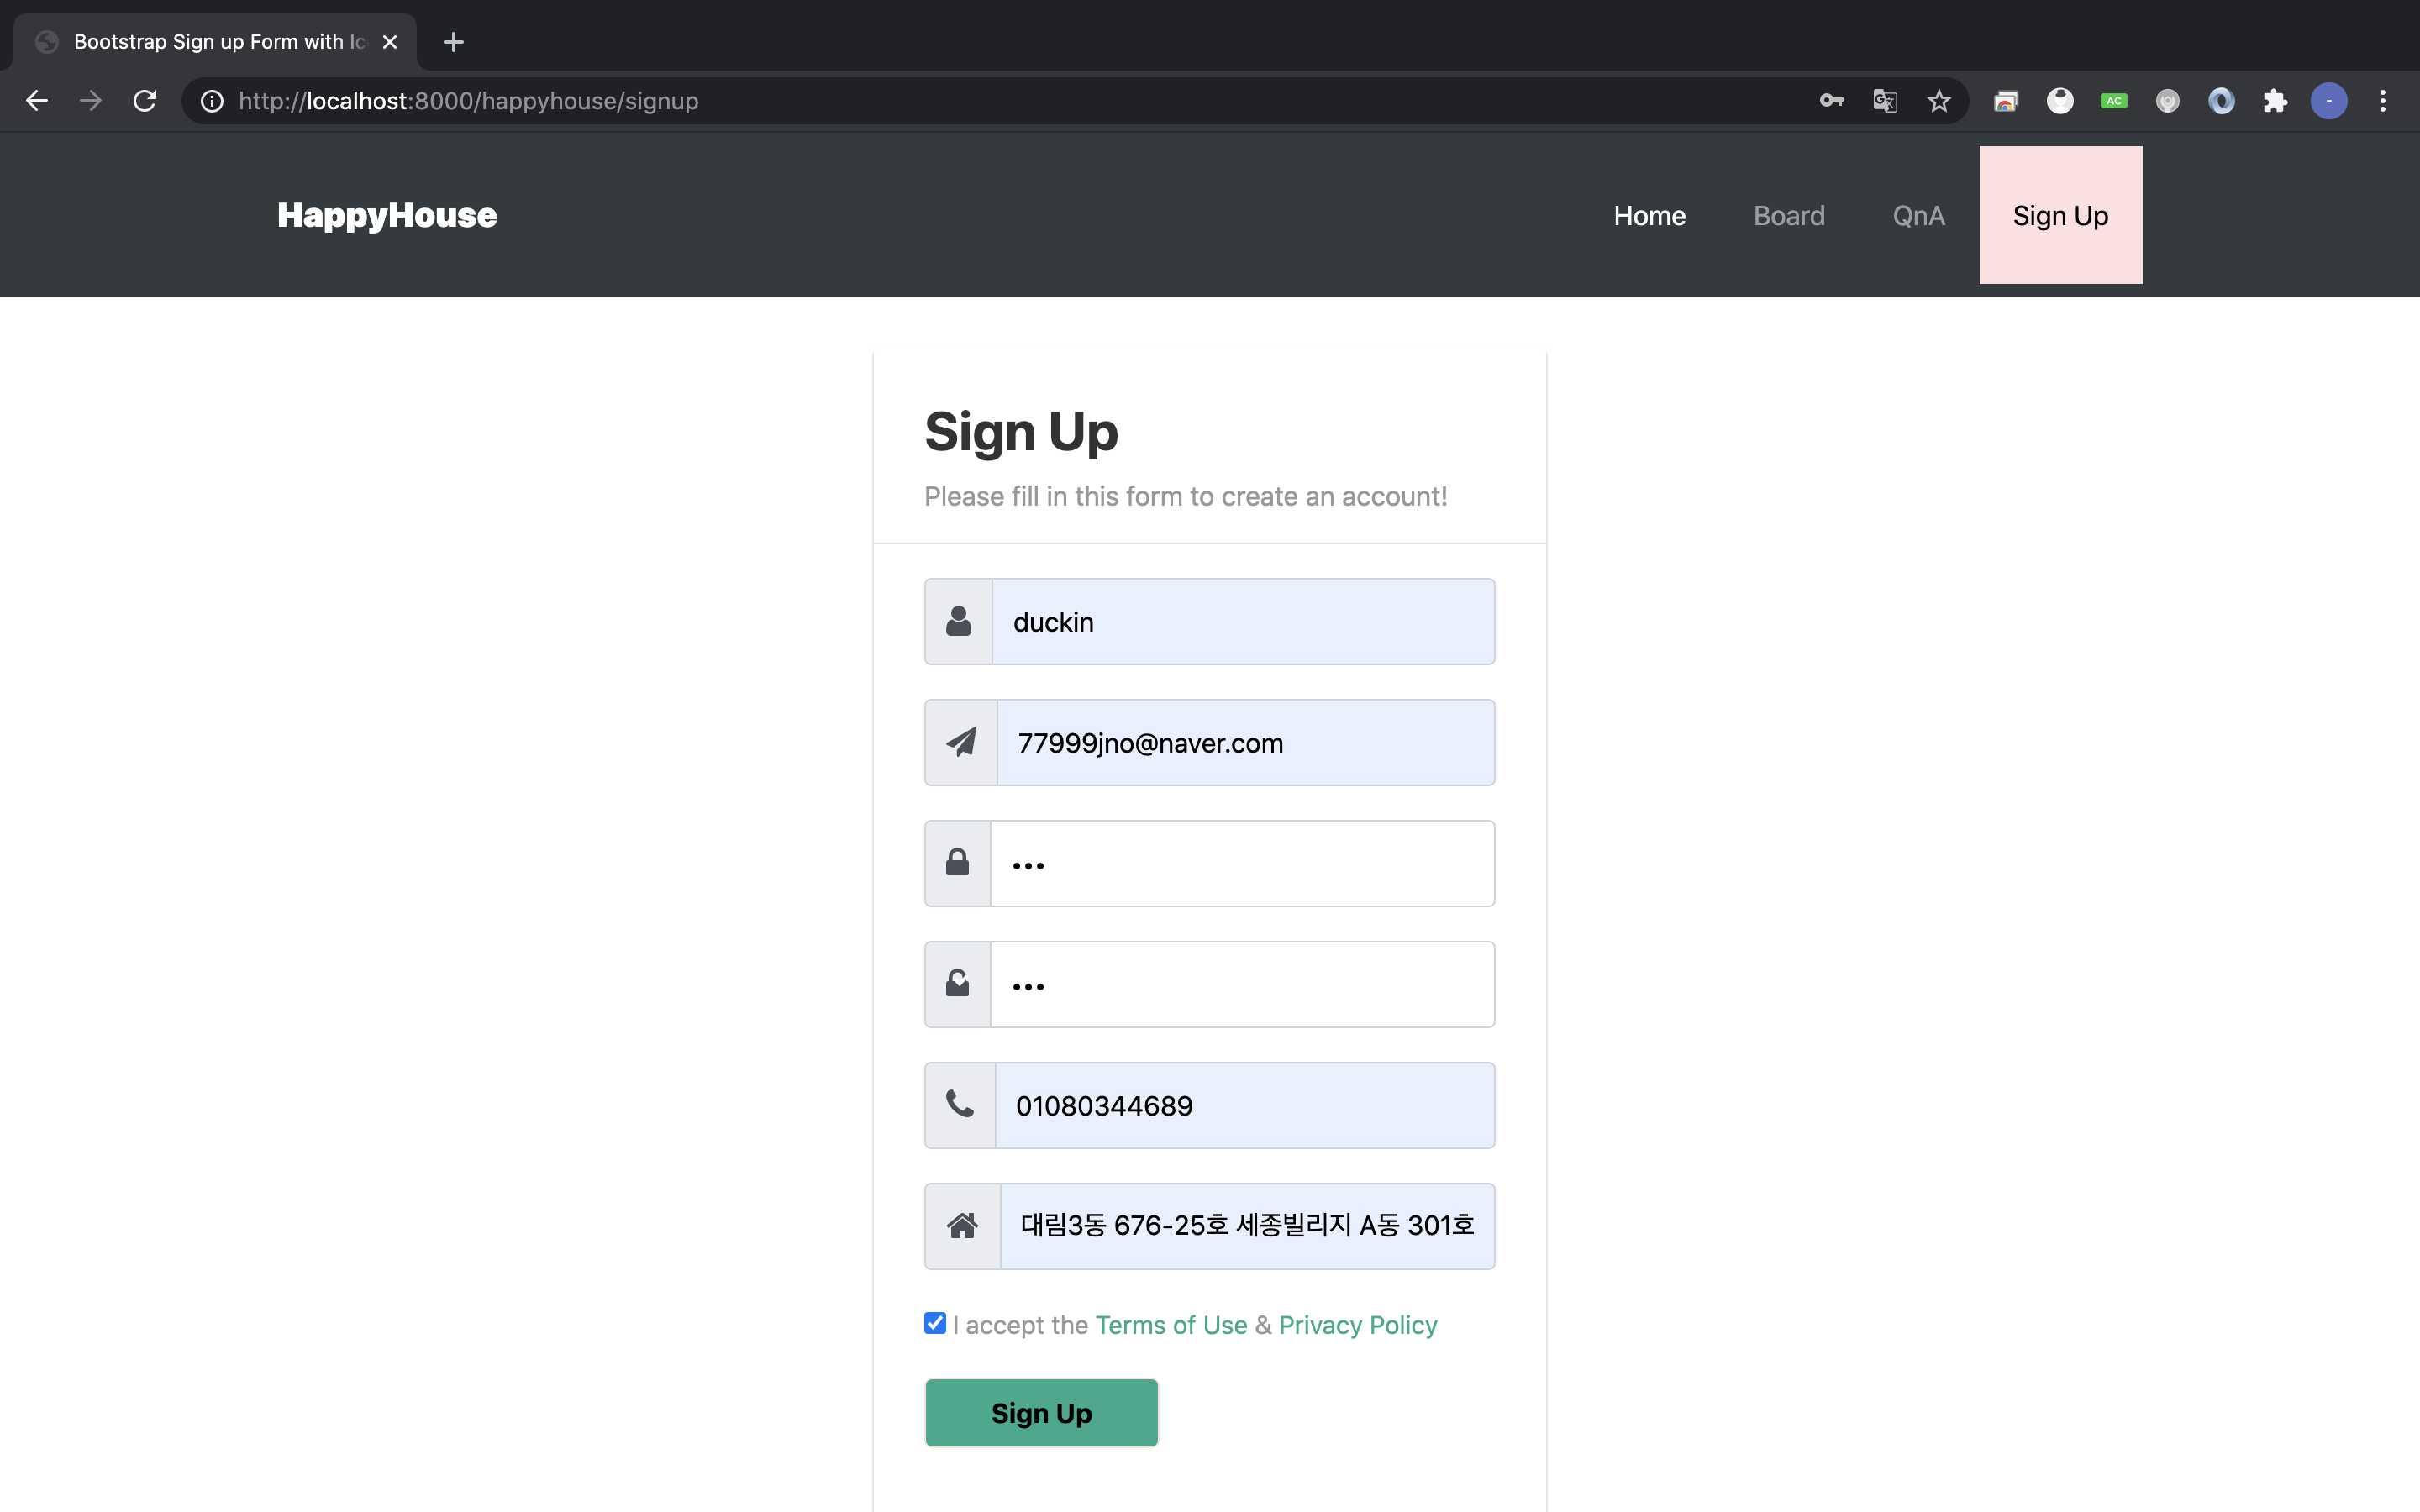 Bootstrap Sign up Form with Ic
http://localhost:8000/happyhouse/signup
AC
HappyHouse
Home
Board
QnA
Sign Up
Sign Up
Please fill in this form to create an account!
duckin
77999jno@naver.com
•••
•••
01080344689
대림3동 676-25호 세종빌리지 A동 301호
I accept the Terms of Use & Privacy Policy
Sign Up